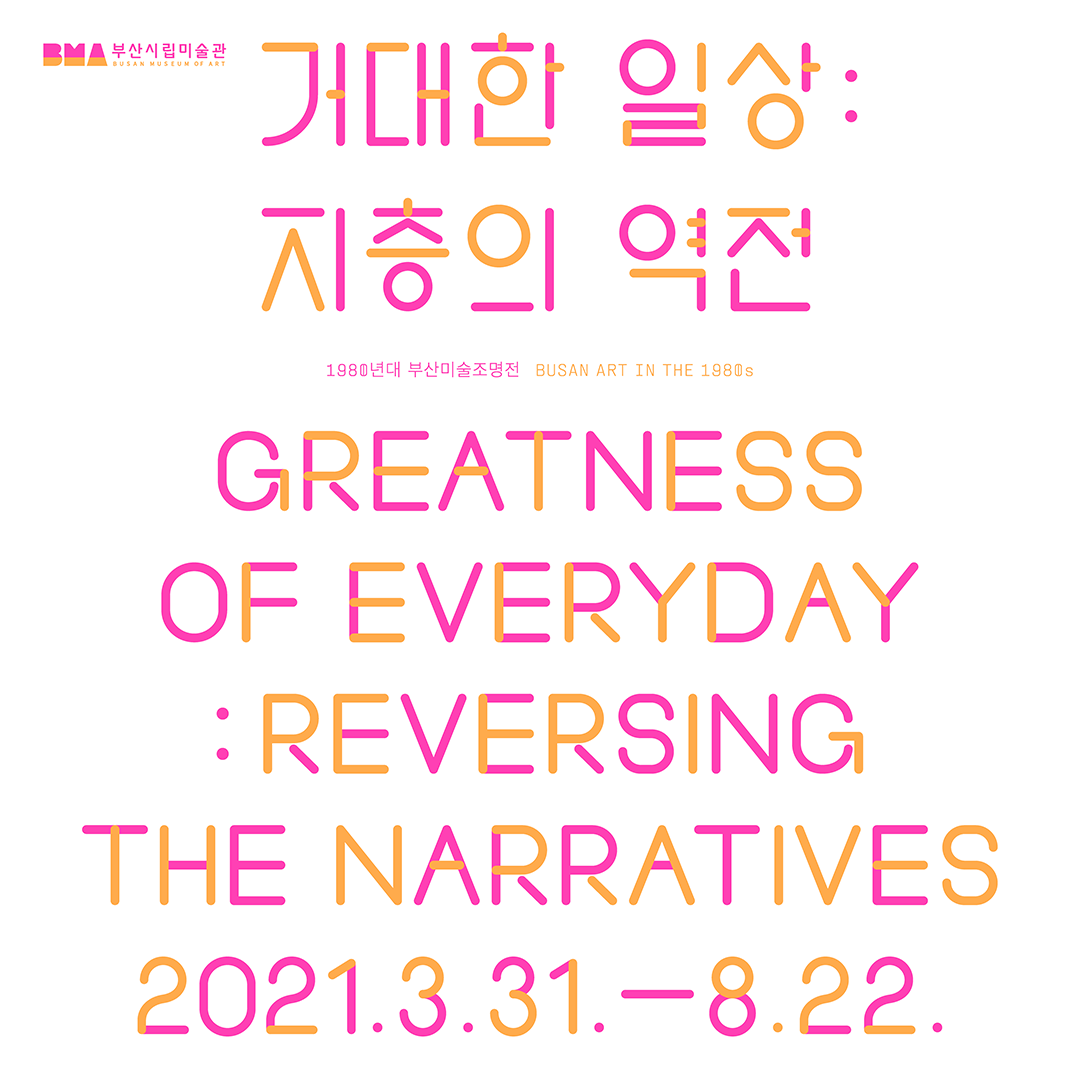 BMA 부산시립미술관
BUSAN MUSEUM OF ART
거대한 일상:
지층의 역전
1980년대 부산미술조명전 BUSAN ART IN THE 1980s
GREATNESS
OF EVERYDAY
: REVERSING
THE NARRATIVES
2021.3.31.—8.22.